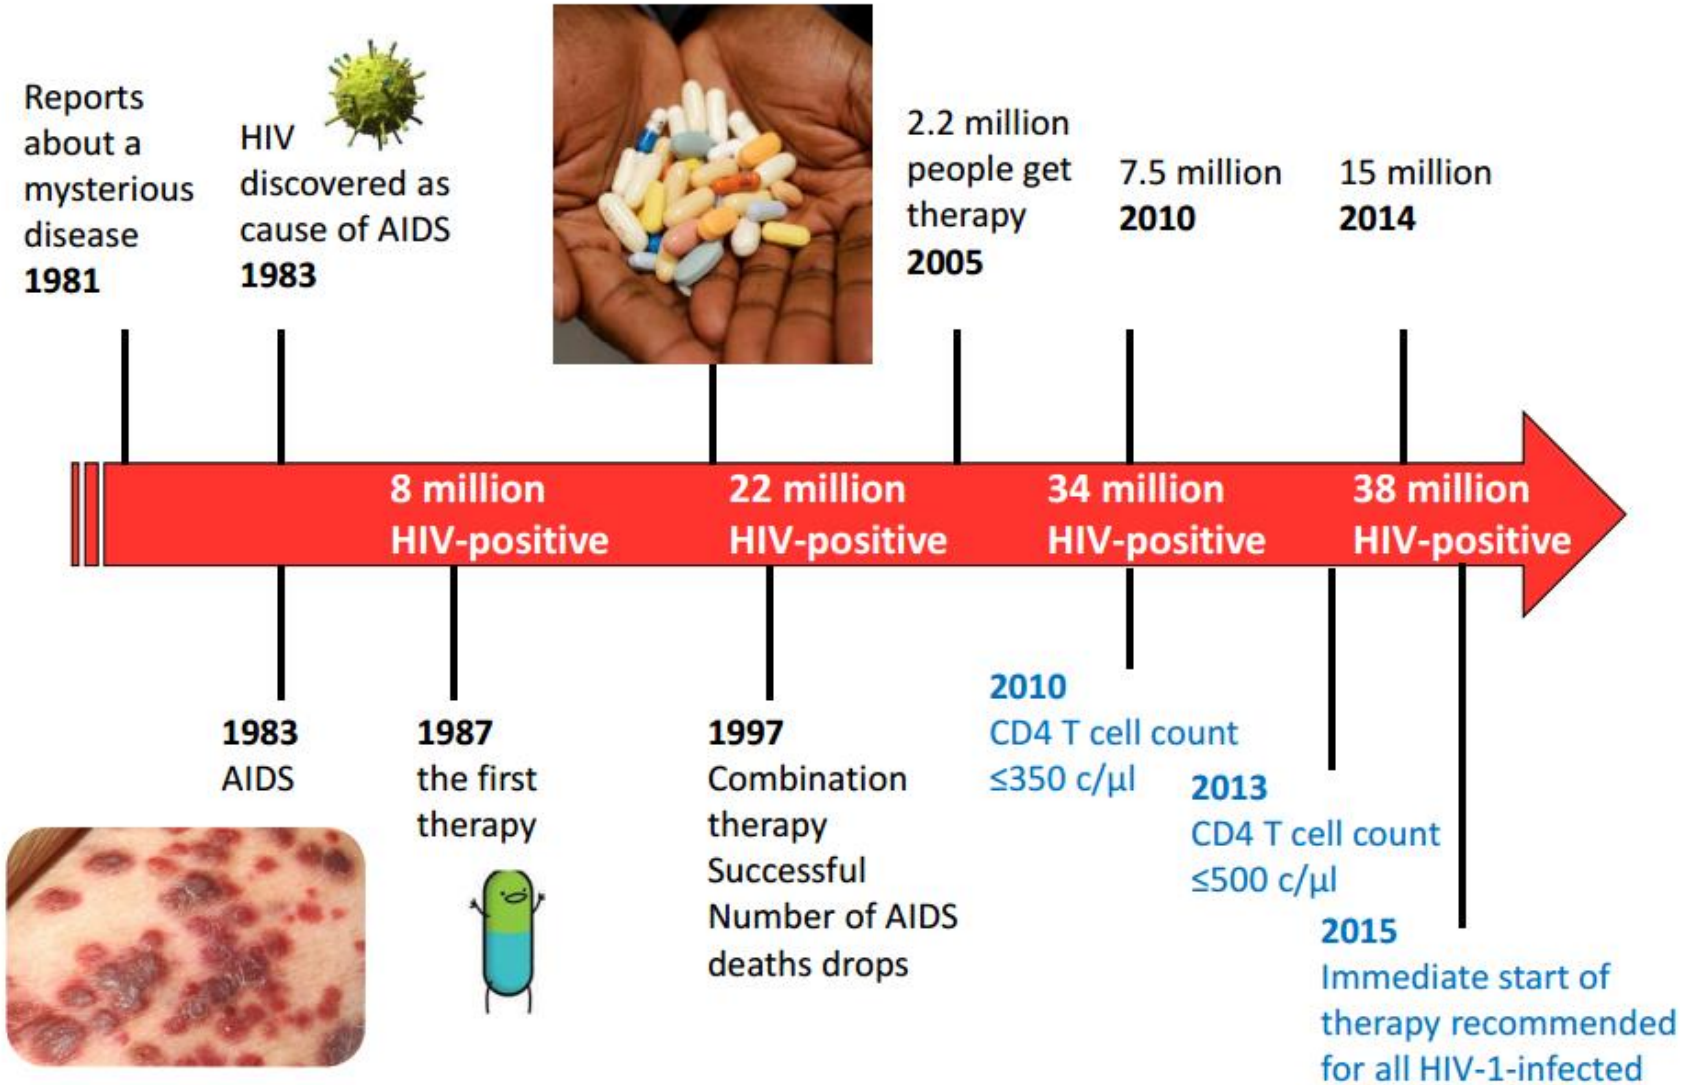 Reports
about a
mysterious
disease
1981
HIV
discovered as
cause of AIDS
1983
2.2 million
people get
therapy
2005
7.5 million
2010
15 million
2014
8 million
HIV-positive
22 million
HIV-positive
34 million
HIV-positive
38 million
HIV-positive
1983
AIDS
1987
the first
therapy
1997
Combination
therapy
Successful
Number of AIDS
deaths drops
2010
CD4 T cell count
≤350 c/µl
2013
CD4 T cell count
≤500 c/µl
2015
Immediate start of
therapy recommended
for all HIV-1-infected